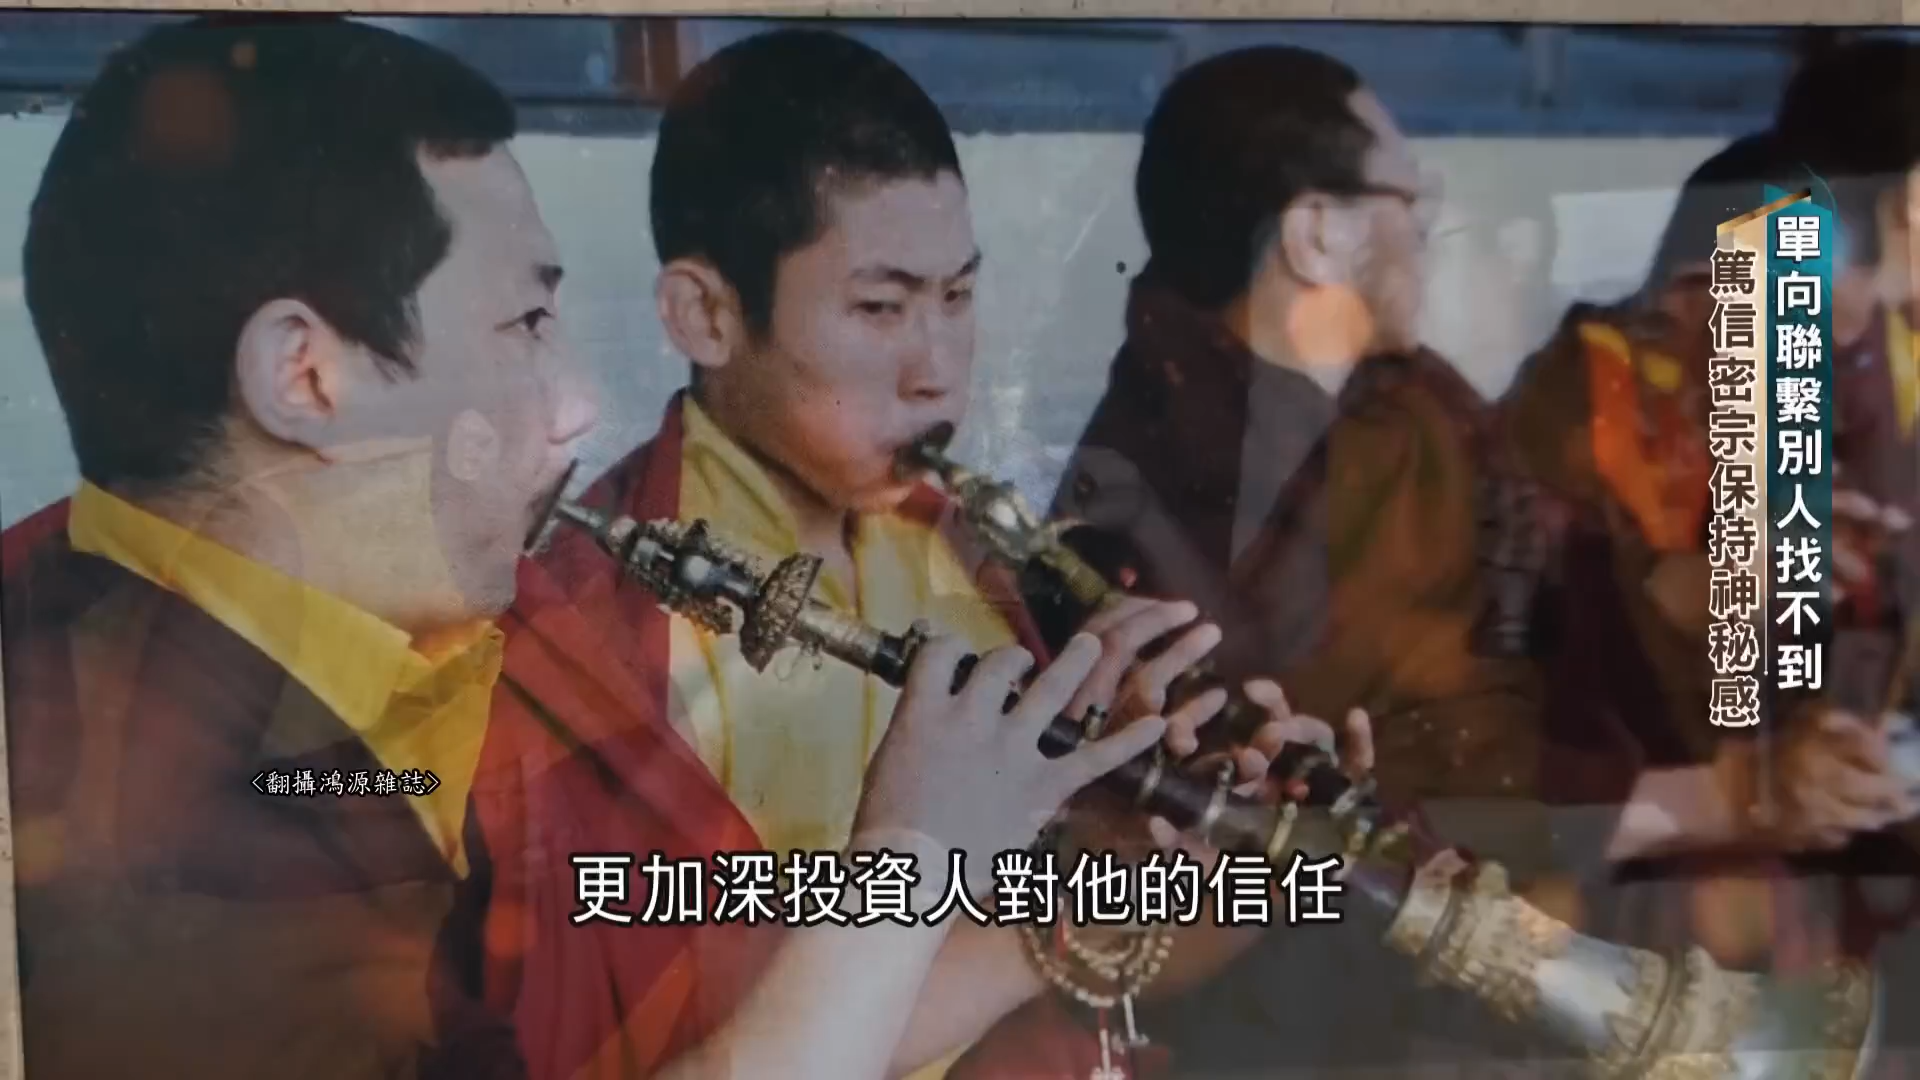 單向聯繫別人找不到
篤信密宗保持神秘感
<翻攝鴻源雜誌>
更加深投資人對他的信任